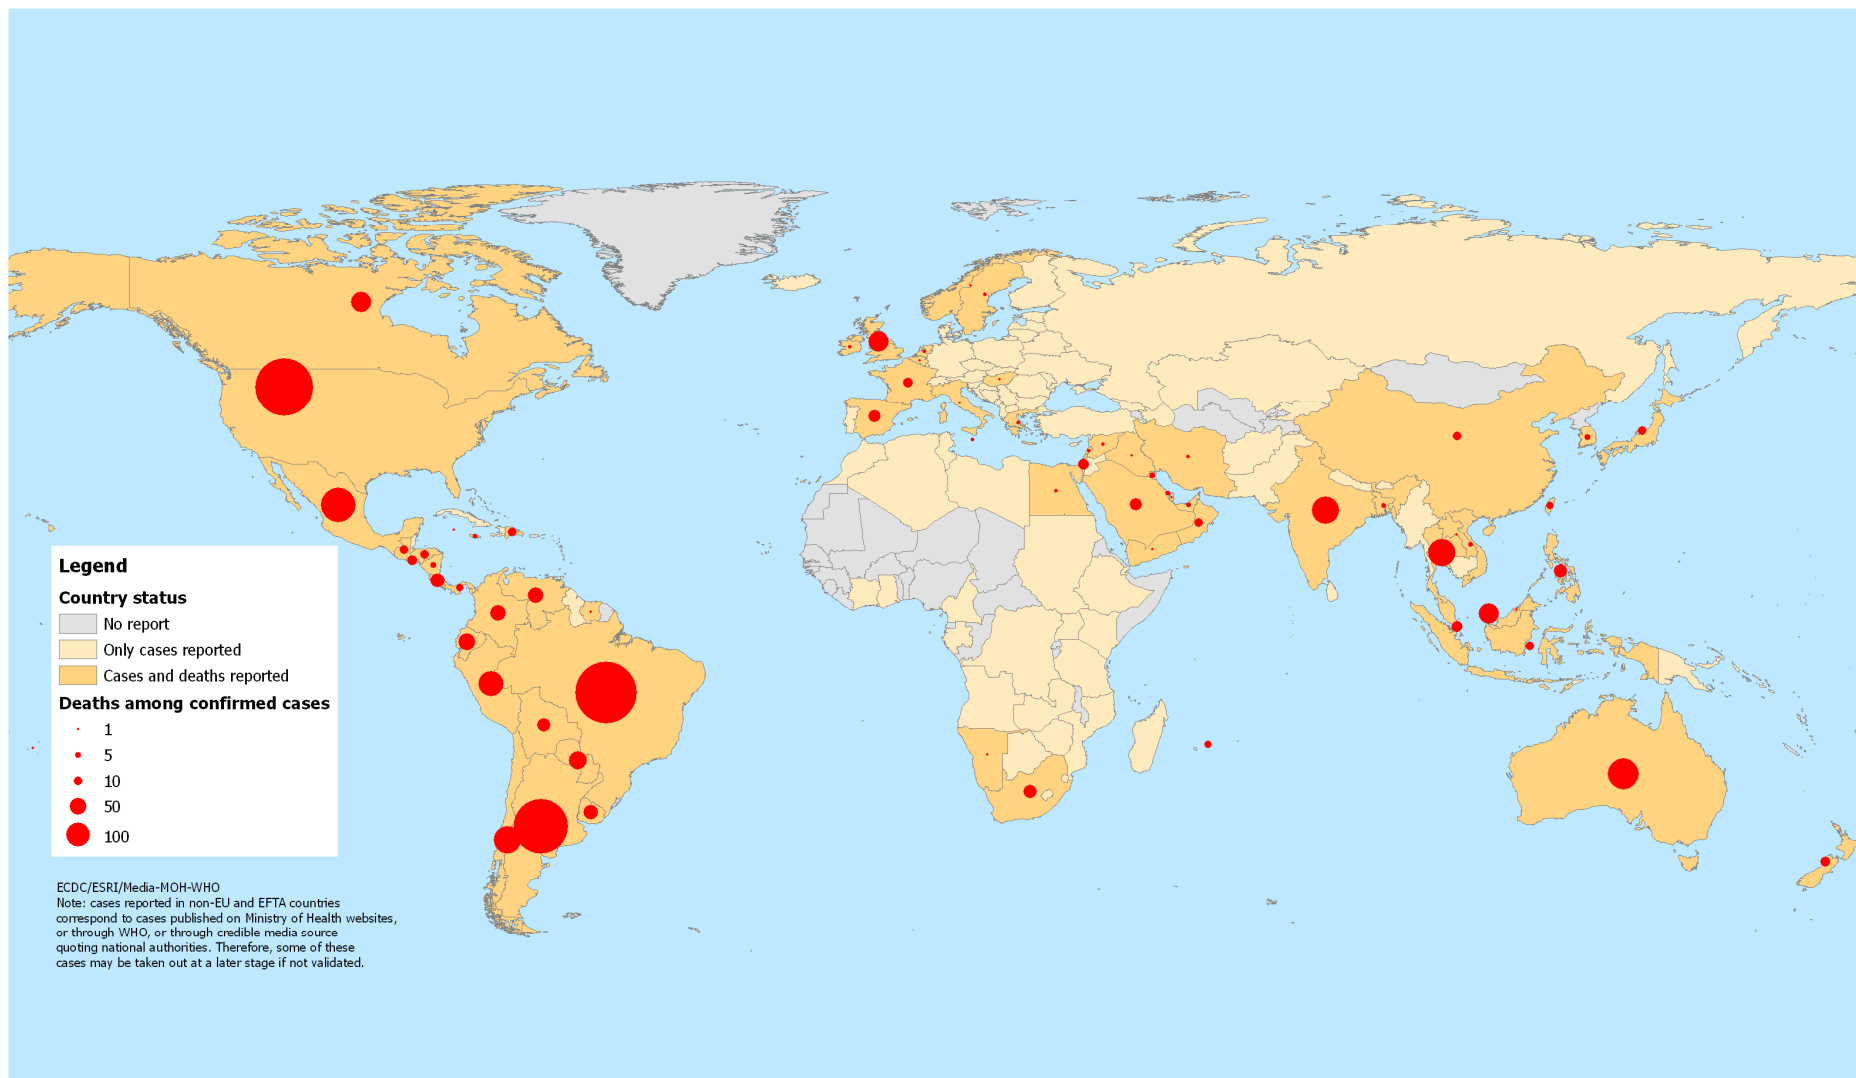 Legend
Country status
No report
Only cases reported
Cases and deaths reported
Deaths among confirmed cases
1
5
10
50
100
ECDC/ESRI/Media-MOH-WHO
Note: cases reported in non-EU and EFTA countries
correspond to cases published on Ministry of Health websites,
or through WHO, or through credible media source
quoting national authorities. Therefore, some of these
cases may be taken out at a later stage if not validated.